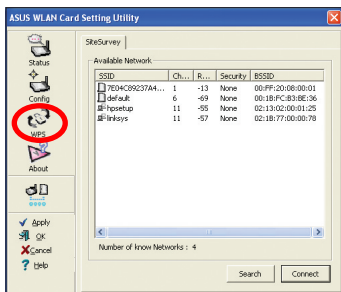 ASUS WLAN Card Setting Utility
Status
Config
WPS
About
Apply
OK
Cancel
Help
SiteSurvey
Available Network
SSID Ch... R... Security BSSID
7E04C89237A4... 1 -13 None 00:FF:20:08:00:01
default 6 -69 None 00:1B:FC:B3:8E:36
hpsetup 11 -55 None 02:13:02:00:01:25
linksys 11 -57 None 02:1B:77:00:00:78
Number of know Networks : 4
Search Connect